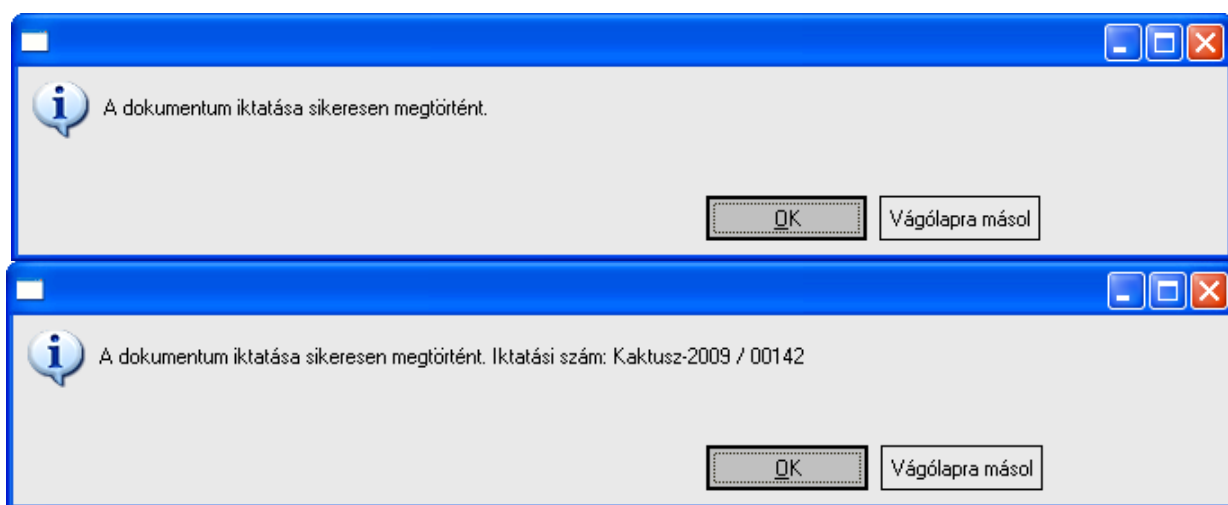 A dokumentum iktatása sikeresen megtörtént.
OK
Vágólapra másol
A dokumentum iktatása sikeresen megtörtént. Iktatási szám: Kaktusz-2009 / 00142
OK
Vágólapra másol